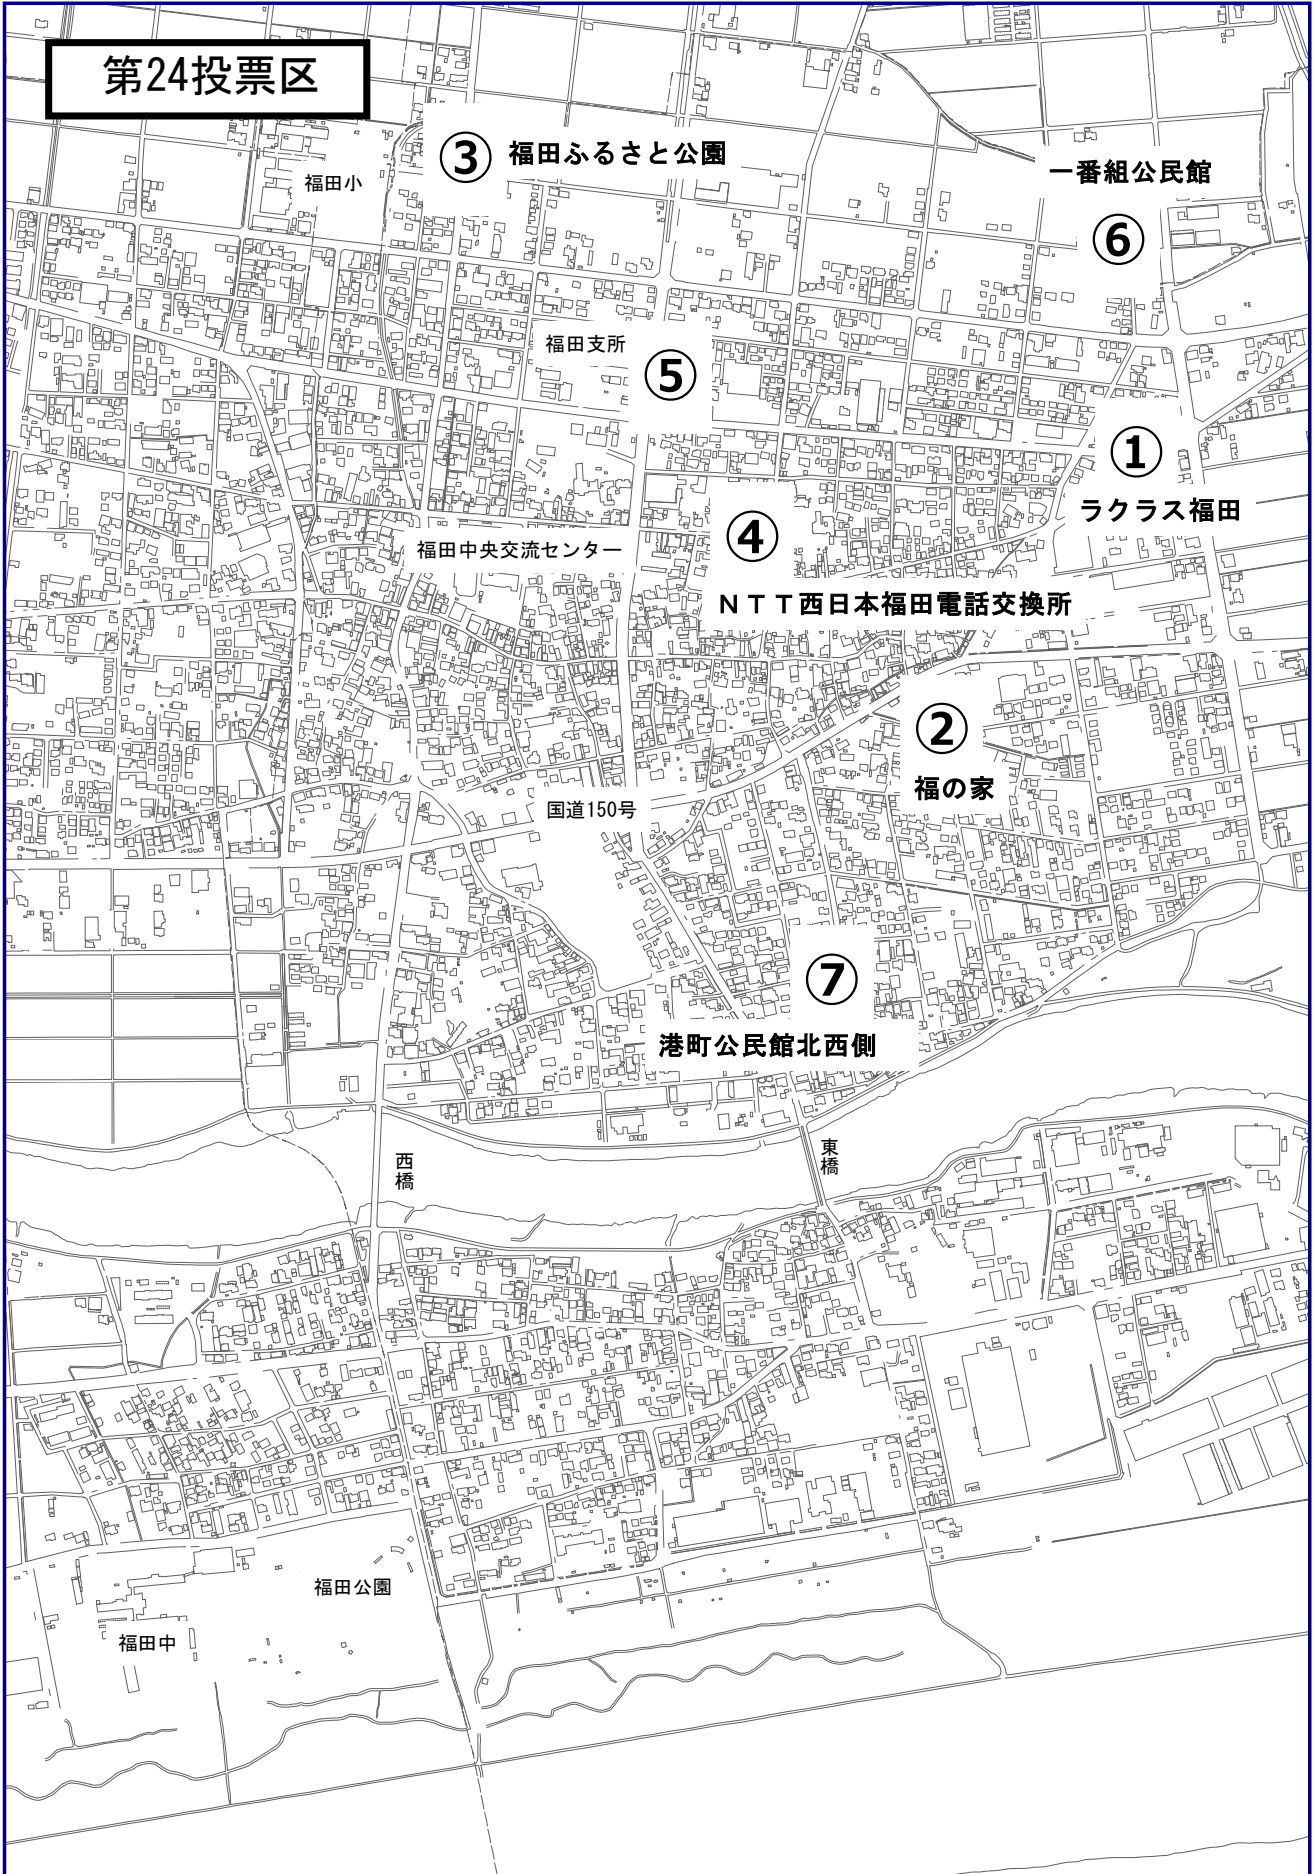 第24投票区
③ 福田ふるさと公園
福田小
一番組公民館
⑥
福田支所
⑤
①
ラクラス福田
④
福田中央交流センター
ＮＴＴ西日本福田電話交換所
②
福の家
国道150号
⑦
港町公民館北西側
東橋
西橋
福田公園
福田中